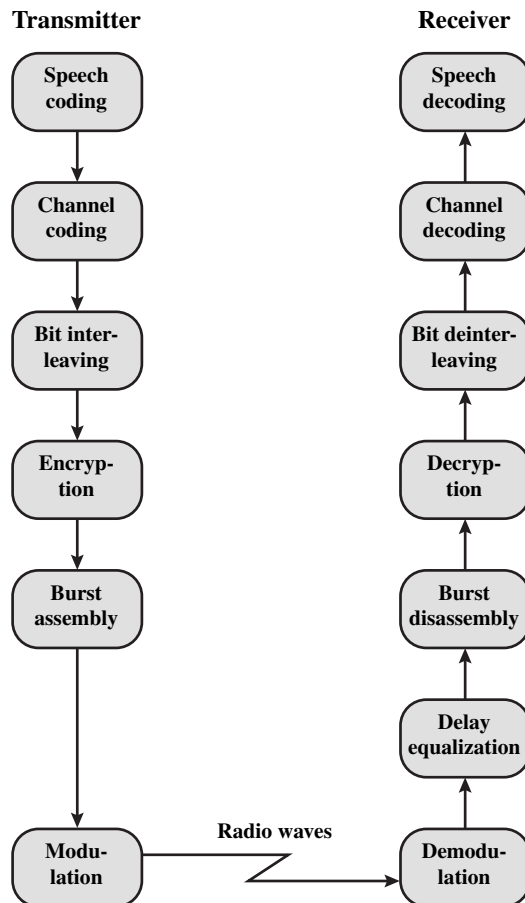 Transmitter
Speech
coding
Channel
coding
Bit inter-
leaving
Encryp-
tion
Burst
assembly
Modu-
lation
Radio waves
Receiver
Speech
decoding
Channel
decoding
Bit deinter-
leaving
Decryp-
tion
Burst
disassembly
Delay
equalization
Demodu-
lation